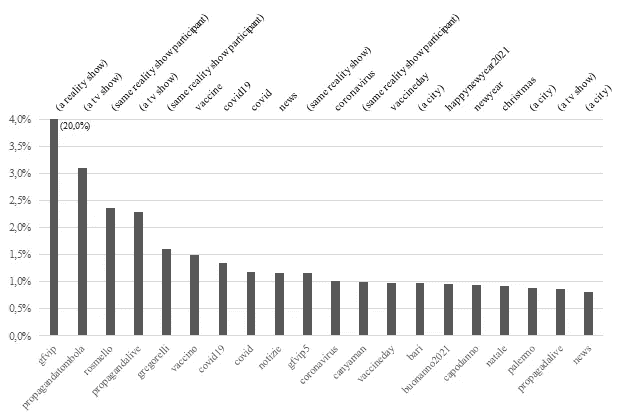 (a reality show)
(a tv show)
(same reality show participant)
(a tv show)
(same reality show participant)
vaccine
covid19
covid
news
(same reality show)
coronavirus
(same reality show participant)
vaccineday
(a city)
happynewyear2021
newyear
christmas
(a city)
(a tv show)
(a city)
4,0%
(20,0%)
3,5%
3,0%
2,5%
2,0%
1,5%
1,0%
0,5%
0,0%
gfvip
propagandatombola
rosmello
propagandalive
gregorelli
vaccino
covid19
covid
notizie
gfvip5
coronavirus
canyaman
vaccineday
bari
buonanno2021
capodanno
natale
palermo
propagadalive
news